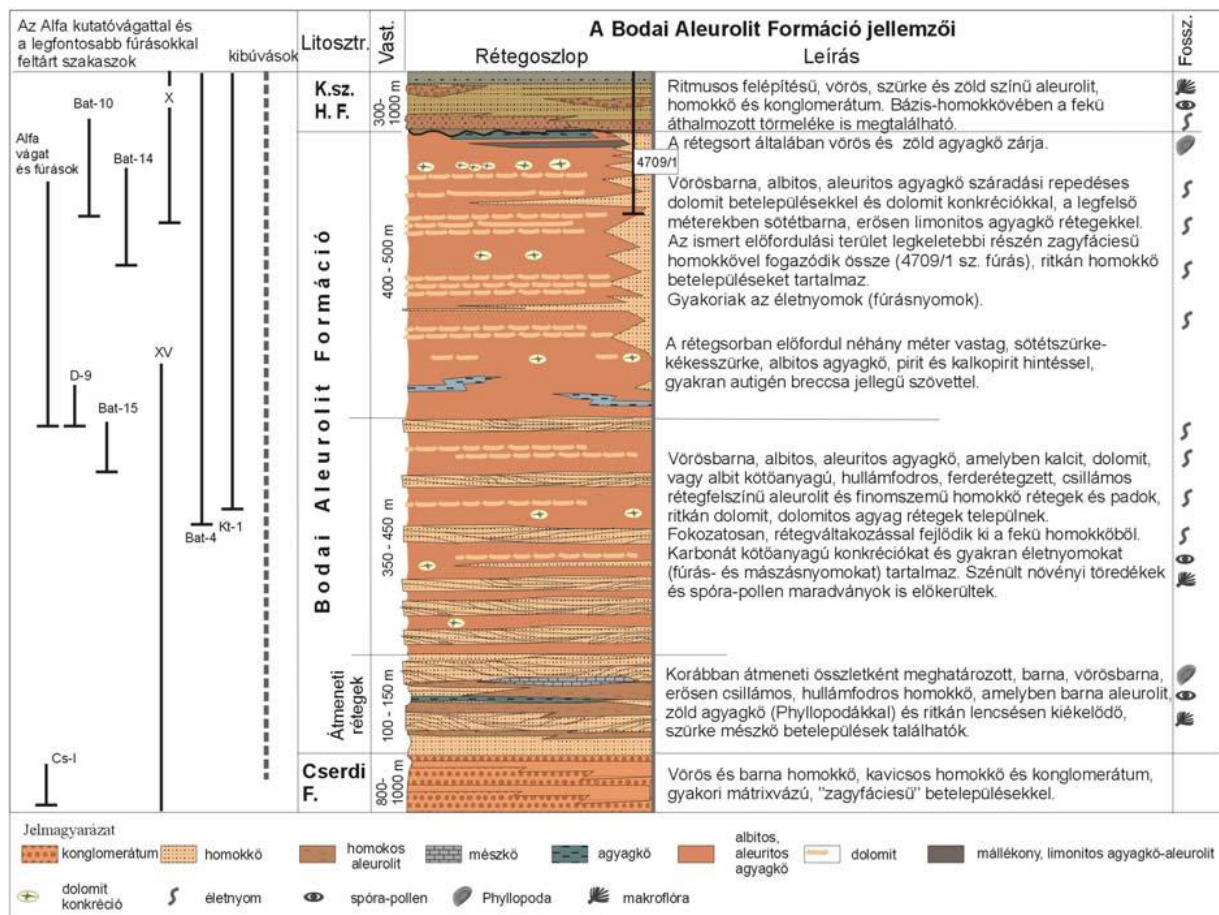 Az Alfa kutatóvágattal és
a legfontosabb fúrásokkal
feltárt szakaszok
kibúvások
Litosztr.
Vast.
A Bodai Aleurolit Formáció jellemzői
Rétegoszlop
Leírás
Fossz.
X
Bat-10
Alfa
vágat
és fúrások
Bat-14
XV
D-9
Bat-15
Kt-1
Bat-4
Cs-I
K.sz.
H. F.
300-
1000 m
Ritmusos felépítésű, vörös, szürke és zöld színű aleurolit,
homokkő és konglomerátum. Bázis-homokkövében a fekü
áthalmozott törmeléke is megtalálható.
Bodai Aleurolit Formáció
400 - 500 m
4709/1
A rétegsort általában vörös és zöld agyagkő zárja.
Vörösbarna, albitos, aleuritos agyagkő száradási repedéses
dolomit betelepülésekkel és dolomit konkréciókkal, a legfelső
méterekben sötétbarna, erősen limonitos agyagkő rétegekkel.
Az ismert előfordulási terület legkeletebbi részén zagyfáciesű
homokkővel fogazódik össze (4709/1 sz. fúrás), ritkán homokkő
betelepüléseket tartalmaz.
Gyakoriak az életnyomok (fúrásnyomok).
A rétegsorban előfordul néhány méter vastag, sötétszürke-
kékesszürke, albitos agyagkő, pirit és kalkopirit hintéssel,
gyakran autigén breccsa jellegű szövettel.
350 - 450 m
Vörösbarna, albitos, aleuritos agyagkő, amelyben kalcit, dolomit,
vagy albit kötőanyagú, hullámfodros, ferderétegzett, csillámos
rétegfelszínű aleurolit és finomszemű homokkő rétegek és padok,
ritkán dolomit, dolomitos agyag rétegek települnek.
Fokozatosan, rétegváltakozással fejlődik ki a fekü homokkőből.
Karbonát kötőanyagú konkréciókat és gyakran életnyomokat
(fúrás- és mászásnyomokat) tartalmaz. Szénült növényi töredékek
és spóra-pollen maradványok is előkerültek.
Átmeneti
rétegek
100 - 150 m
Korábban átmeneti összletként meghatározott, barna, vörösbarna,
erősen csillámos, hullámfodros homokkő, amelyben barna aleurolit,
zöld agyagkő (Phyllopodákkal) és ritkán lencsésen kiékelődő,
szürke mészkő betelepülések találhatók.
Cserdi
F.
800-
1000 m
Vörös és barna homokkő, kavicsos homokkő és konglomerátum,
gyakori mátrixvázú, "zagyfáciesű" betelepülésekkel.
Jelmagyarázat
konglomerátum
homokkő
homokos
aleurolit
mészkő
agyagkő
albitos,
aleuritos
agyagkő
dolomit
mállékony, limonitos agyagkő-aleurolit
dolomit
konkréció
életnyom
spóra-pollen
Phyllopoda
makroflóra